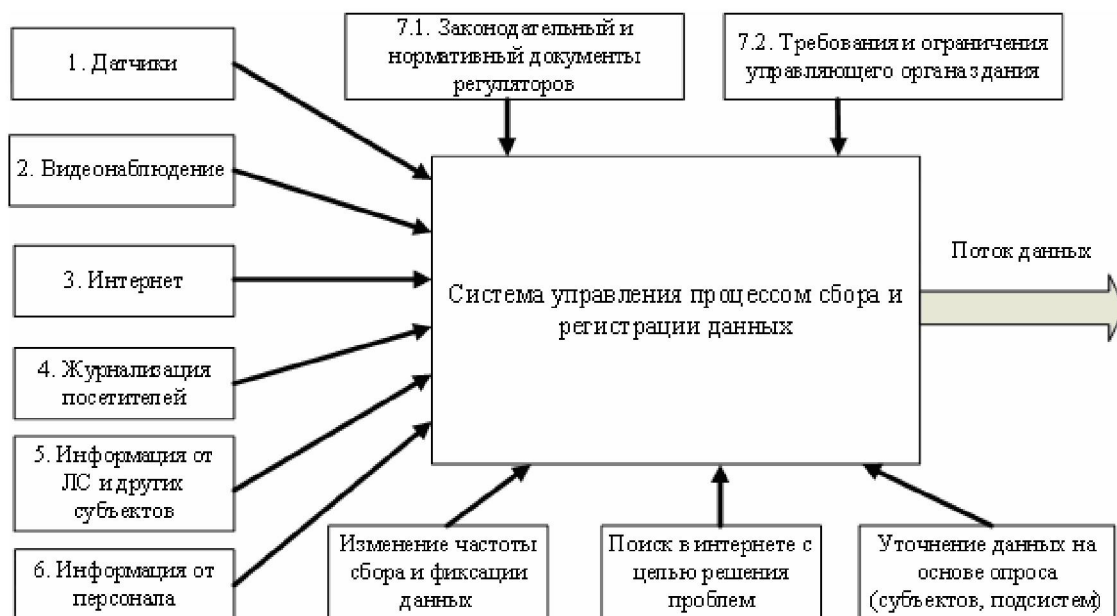 1. Датчики
7.1. Законодательный и
нормативный документы
регуляторов
7.2. Требования и ограничения
управляющего органа здания
2. Видеонаблюдение
3. Интернет
4. Журнализация
посетителей
5. Информация от
ЛС и других
субъектов
6. Информация от
персонала
Система управления процессом сбора и
регистрации данных
Поток данных
Изменение частоты
сбора и фиксации
данных
Поиск в интернете с
целью решения
проблем
Уточнение данных на
основе опроса
(субъектов, подсистем)